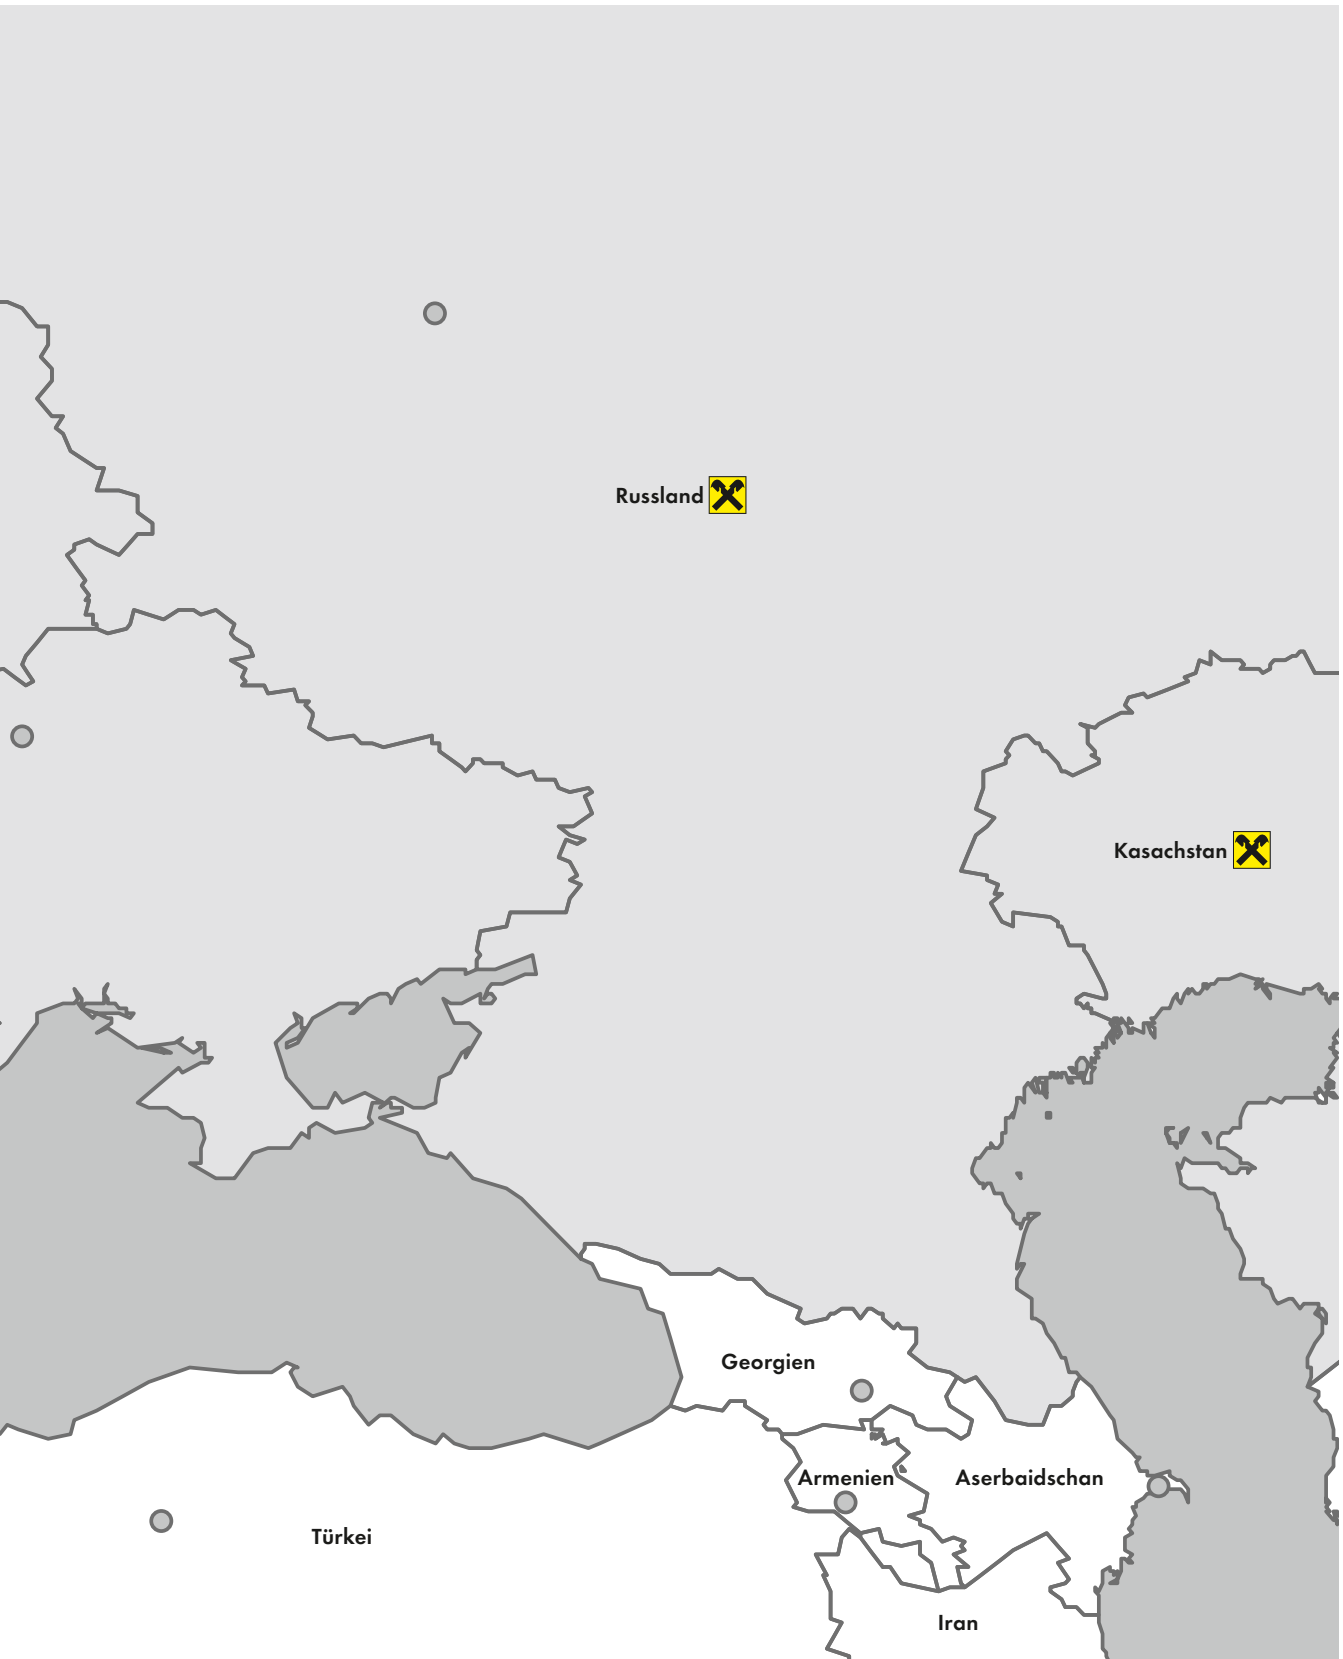 Russland
Kasachstan
Georgien
Armenien
Aserbaidschan
Türkei
Iran